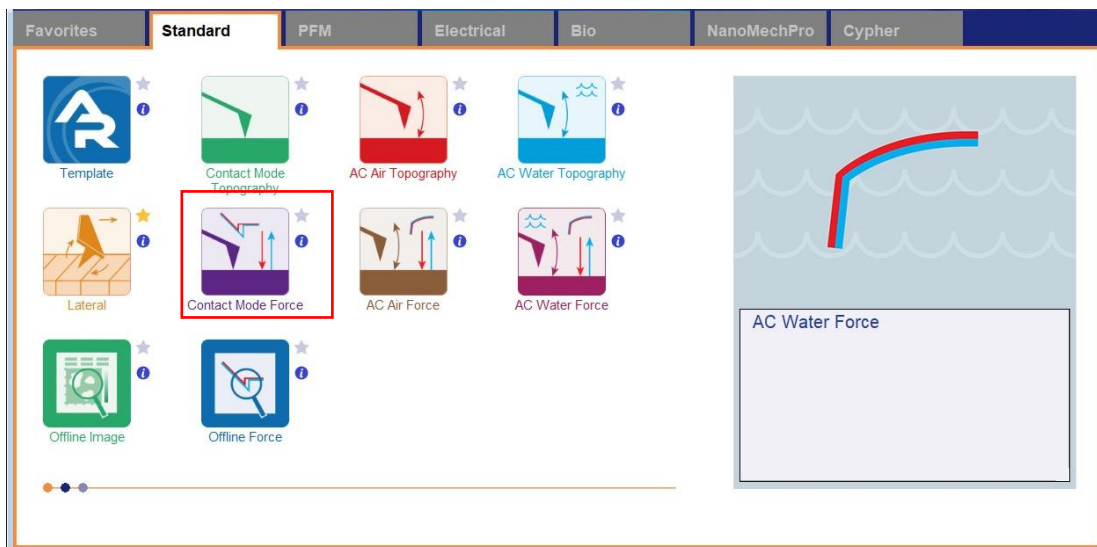 Favorites
Standard
PFM
Electrical
Bio
NanoMechPro
Cypher
AR
Template
Contact Mode
Topography
AC Air Topography
AC Water Topography
Lateral
Contact Mode Force
AC Air Force
AC Water Force
Offline Image
Offline Force
AC Water Force